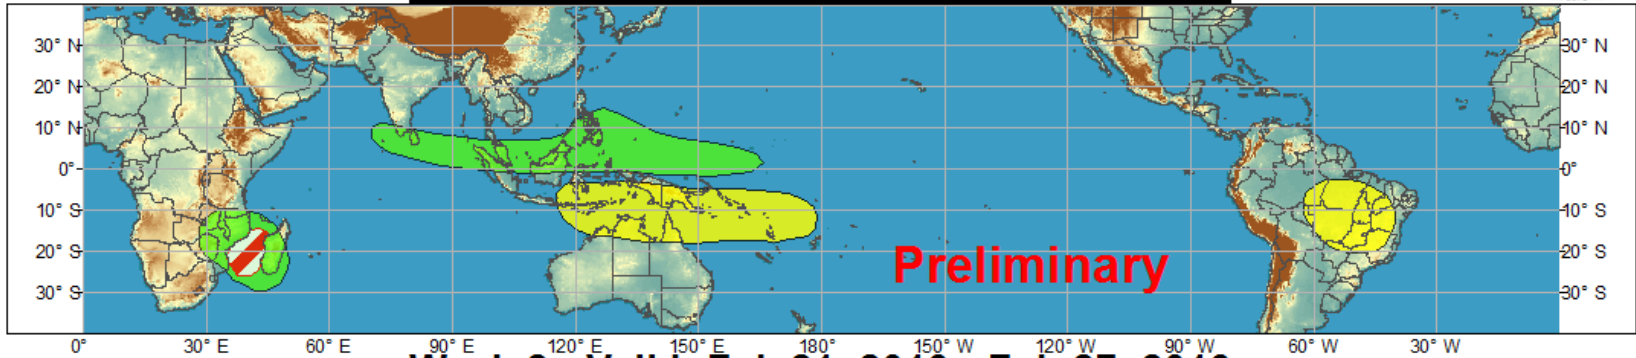 30° N 30° N
20° N 20° N
10° N 10° N
0° 0°
10° S 10° S
20° S 20° S
Preliminary
30° S 30° S
0° 30° E 60° E 90° E 120° E 150° E 180° 150° W 120° W 90° W 60° W 30° W